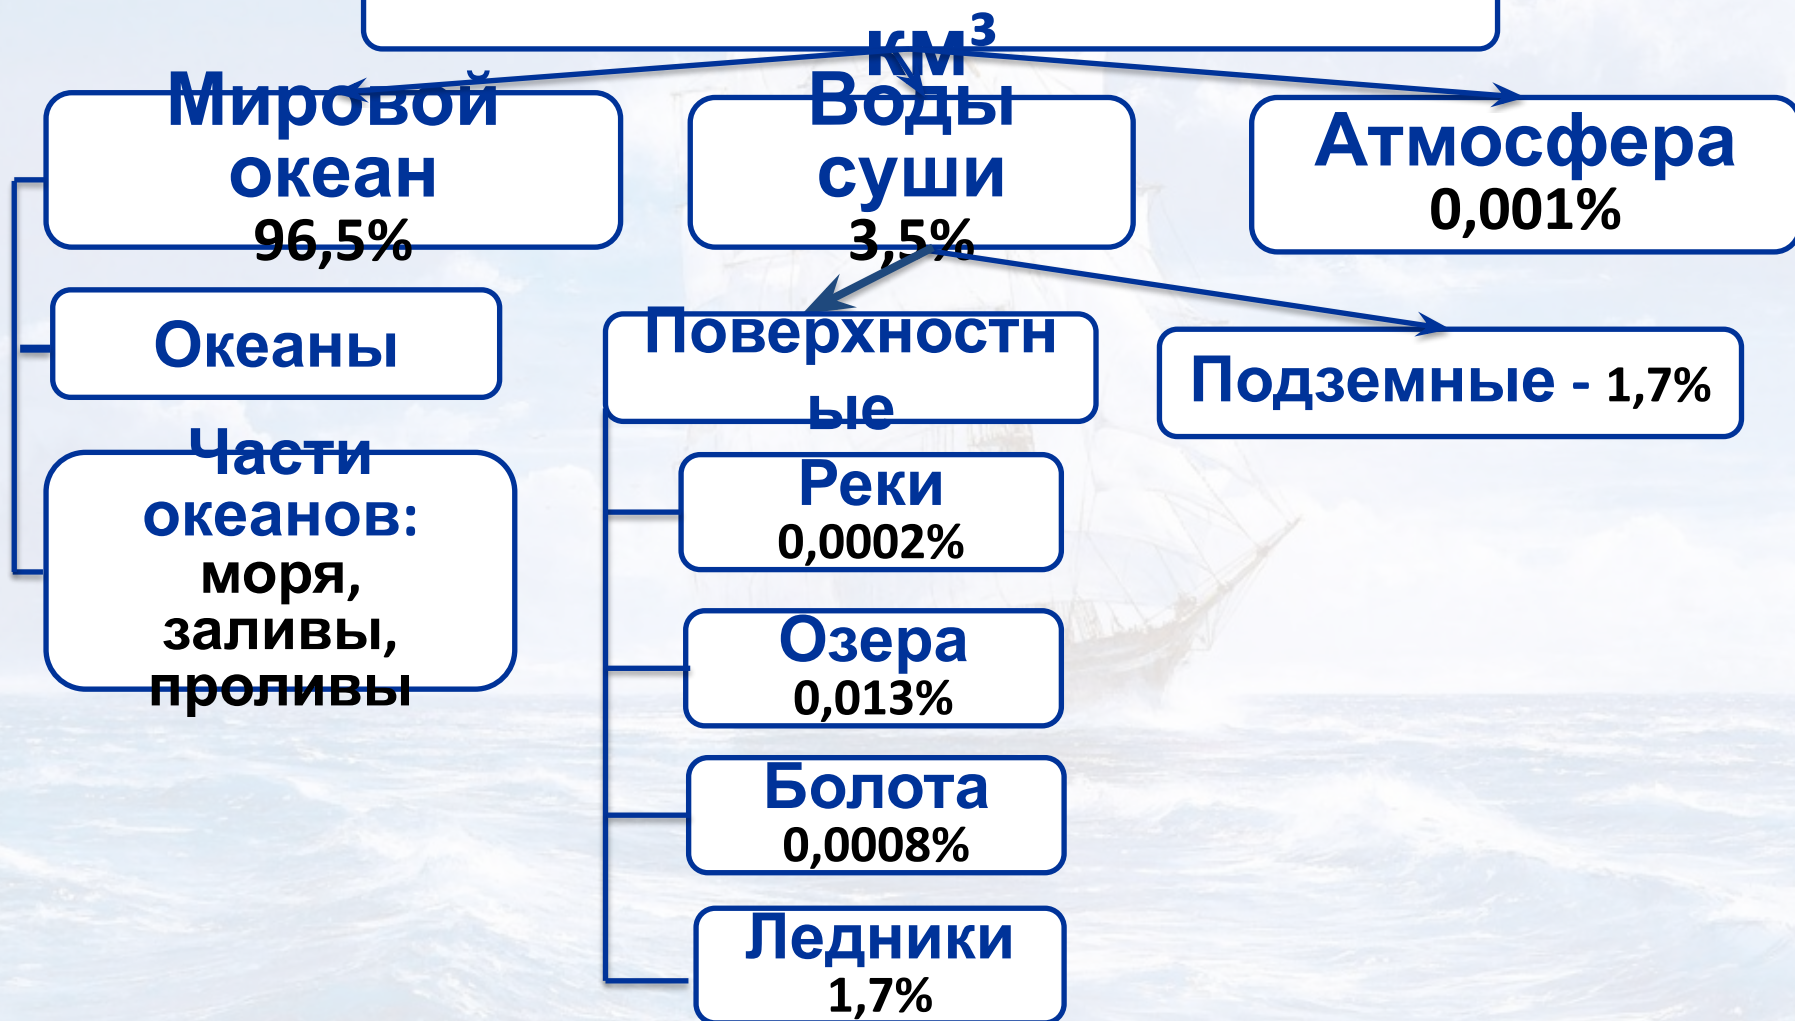 км³
Мировой
океан
96,5%
Воды
суши
3,5%
Атмосфера
0,001%
Океаны
Части
океанов:
моря,
заливы,
проливы
Поверхностн
ые
Подземные - 1,7%
Реки
0,0002%
Озера
0,013%
Болота
0,0008%
Ледники
1,7%